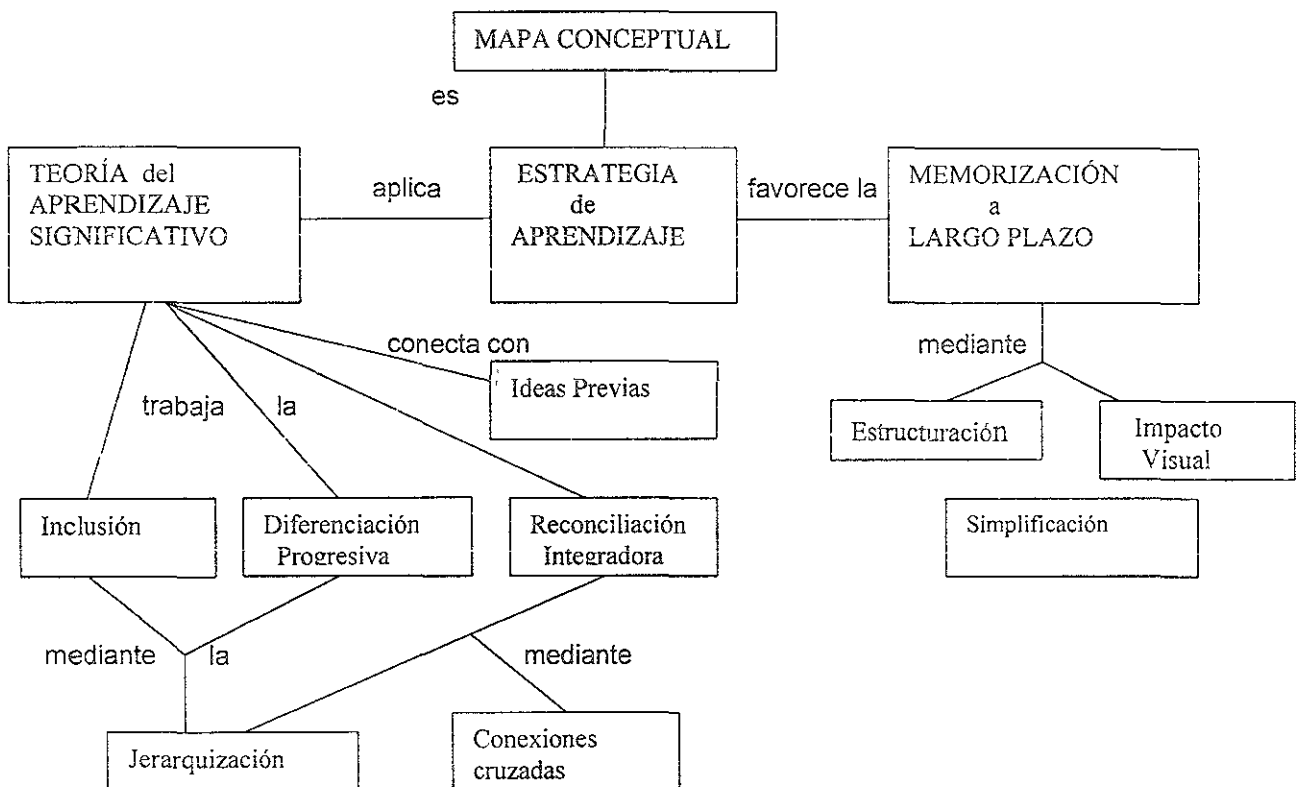 MAPA CONCEPTUAL
es
TEORÍA del
APRENDIZAJE
SIGNIFICATIVO
aplica
ESTRATEGIA
de
APRENDIZAJE
favorece la
MEMORIZACIÓN
a
LARGO PLAZO
conecta con
Ideas Previas
mediante
trabaja la
Estructuración
Impacto
Visual
Inclusión
Diferenciación
Progresiva
Reconciliación
Integradora
Simplificación
mediante la
mediante
Jerarquización
Conexiones
cruzadas